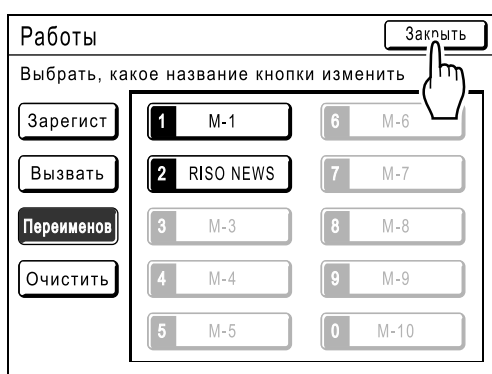 Работы
Закрыть
Выбрать, какое название кнопки изменить
Зарегист
Вызвать
Переименов
Очистить
1 M-1
2 RISO NEWS
3 M-3
4 M-4
5 M-5
6 M-6
7 M-7
8 M-8
9 M-9
0 M-10